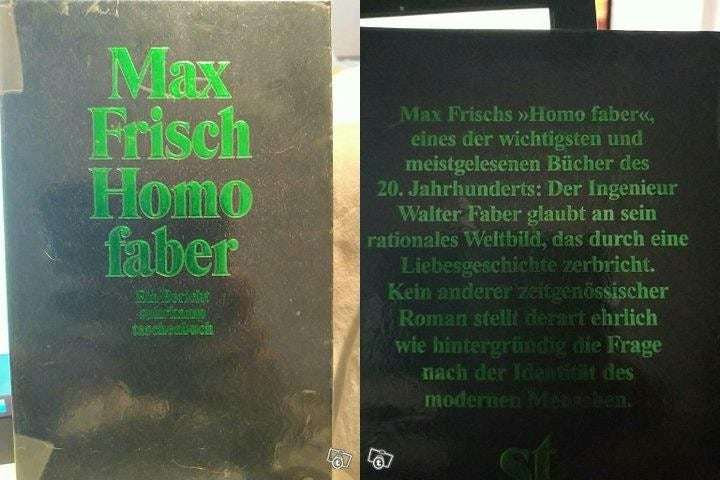 Max
Frisch
Homo
faber
Ein Bericht
suhrkamp
taschenbuch
Max Frischs »Homo faber«,
eines der wichtigsten und
meistgelesenen Bücher des
20. Jahrhunderts: Der Ingenieur
Walter Faber glaubt an sein
rationales Weltbild, das durch eine
Liebesgeschichte zerbricht.
Kein anderer zeitgenössischer
Roman stellt derart ehrlich
wie hintergründig die Frage
nach der Identität des
modernen Menschen.
st